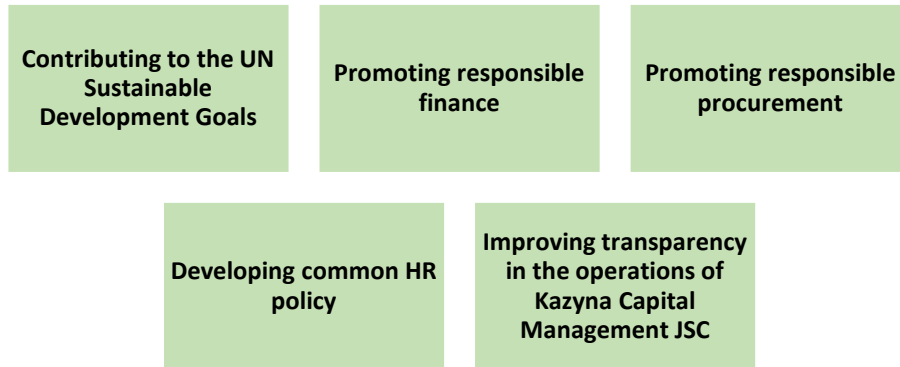 Contributing to the UN
Sustainable
Development Goals
Promoting responsible
finance
Promoting responsible
procurement
Developing common HR
policy
Improving transparency
in the operations of
Kazyna Capital
Management JSC